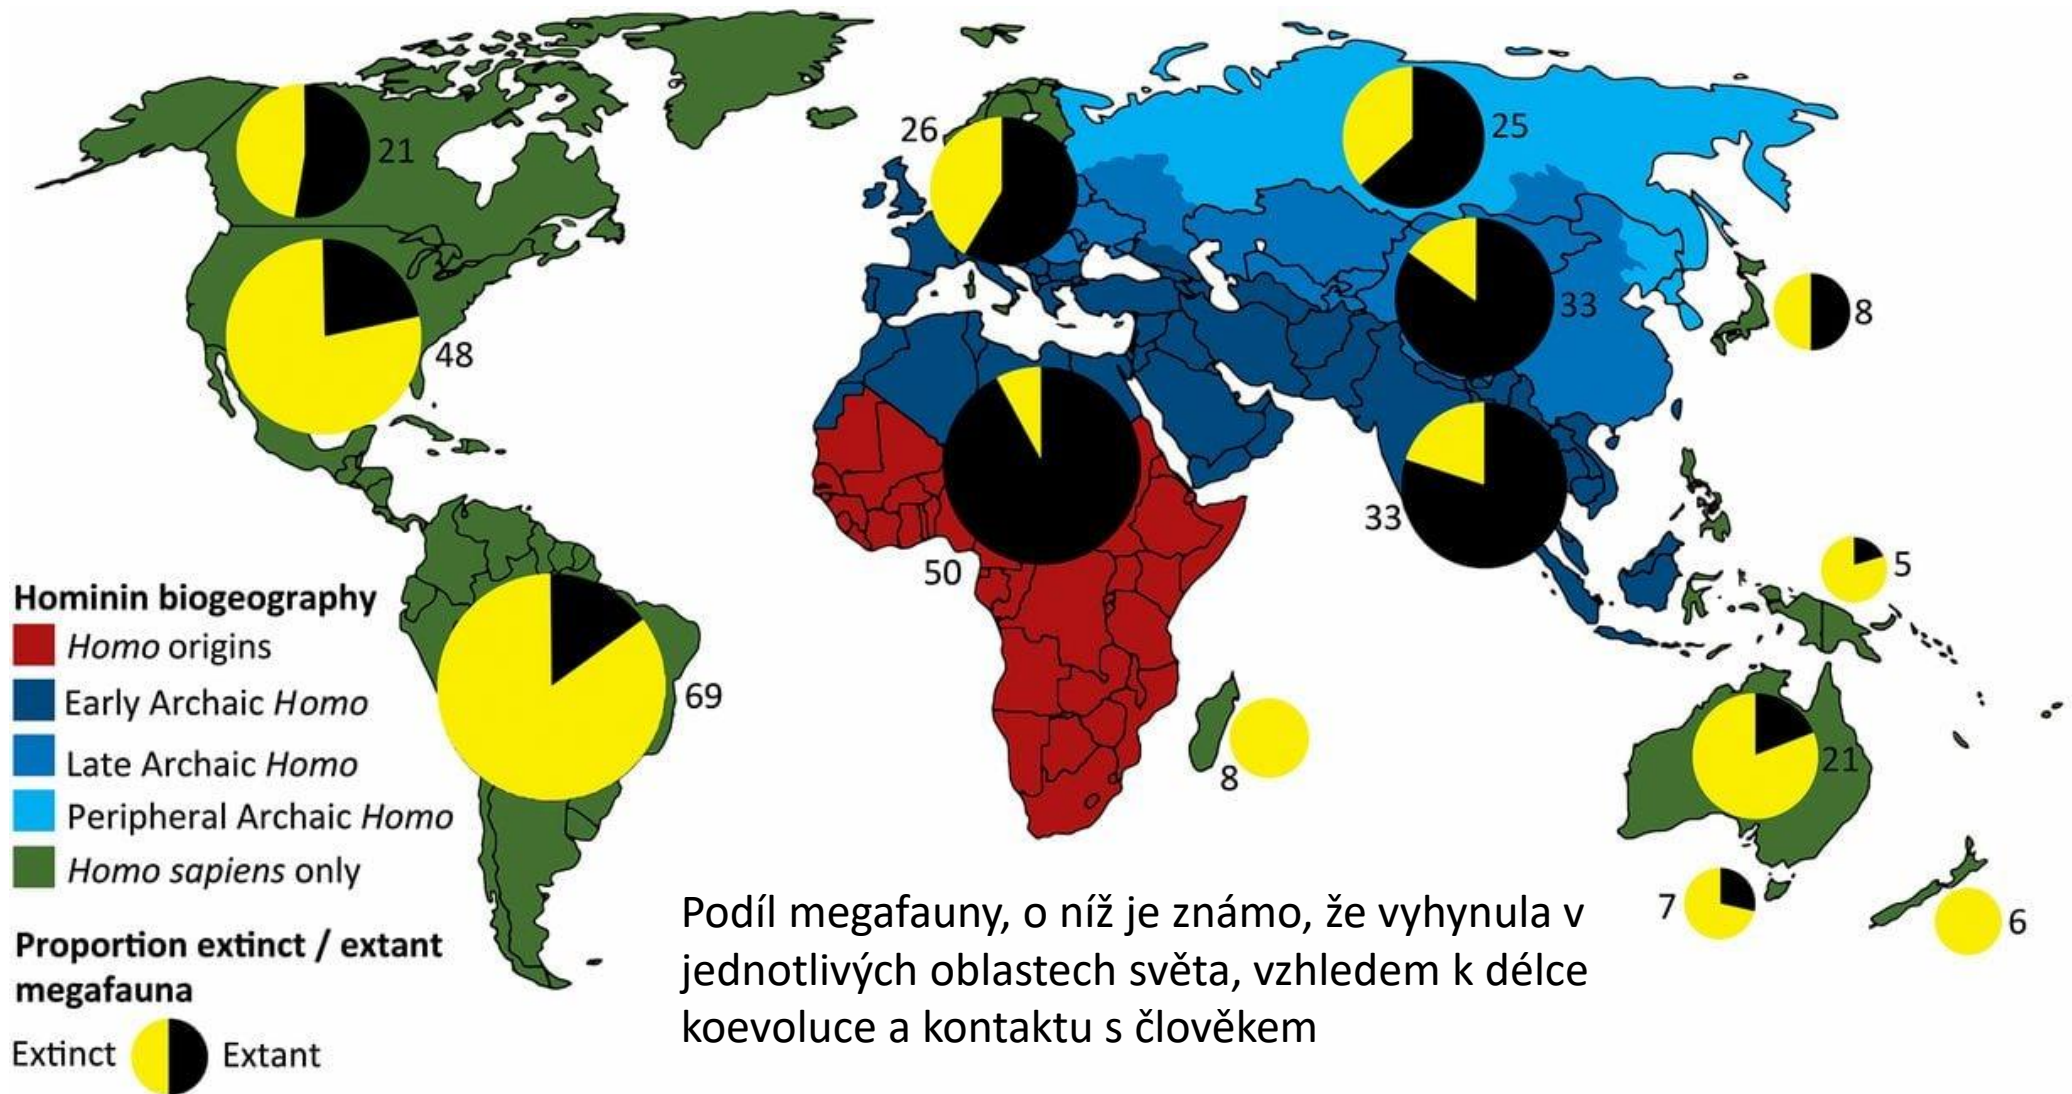 21
48
69
26
25
33
8
50
33
5
8
21
7
6
Hominin biogeography
Homo origins
Early Archaic Homo
Late Archaic Homo
Peripheral Archaic Homo
Homo sapiens only
Proportion extinct / extant
megafauna
Extinct Extant
Podíl megafauny, o níž je známo, že vyhynula v
jednotlivých oblastech světa, vzhledem k délce
koevoluce a kontaktu s člověkem